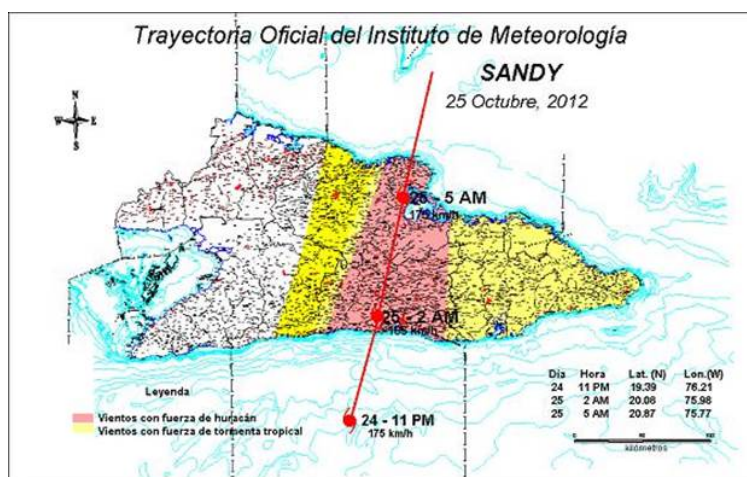 Trayectoria Oficial del Instituto de Meteorología
SANDY
25 Octubre, 2012
N
W E
S
25 - 5 AM
175 km/h
25 - 2 AM
24 - 11 PM
175 km/h
Leyenda
Vientos con fuerza de huracán
Vientos con fuerza de tormenta tropical
Día Hora Lat. (N) Lon.(W)
24 11 PM 19.39 76.21
25 2 AM 20.08 75.98
25 5 AM 20.87 75.77
kilómetros